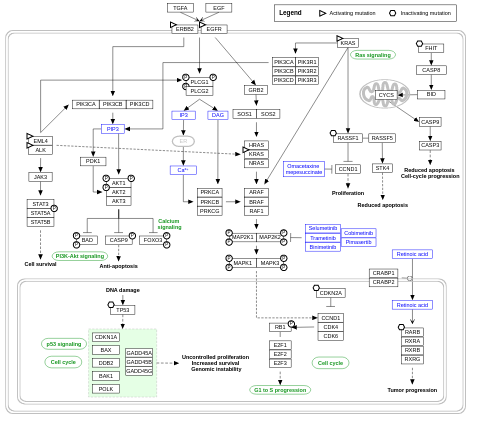 TGFA
EGF
Legend
Activating mutation
Inactivating mutation
ERBB2
EGFR
KRAS
FHIT
Ras signaling
PIK3CA
PIK3R1
PIK3CB
PIK3R2
PIK3CD
PIK3R3
CASP8
PLCG1
PLCG2
GRB2
CYCS
BID
PIK3CA
PIK3CB
PIK3CD
IP3
DAG
SOS1
SOS2
CASP9
PIP3
EML4
ALK
ER
HRAS
KRAS
NRAS
RASSF1
RASSF5
CASP3
PDK1
Ca²⁺
Omacetaxine
mepesuccinate
CCND1
STK4
Reduced apoptosis
Cell-cycle progression
JAK3
AKT1
AKT2
AKT3
PRKCA
PRKCB
PRKCG
ARAF
BRAF
RAF1
Proliferation
Reduced apoptosis
STAT3
STAT5A
STAT5B
Calcium
signaling
Selumetinib
Trametinib
Binimetinib
Cobimetinib
Pimasertib
BAD
CASP9
FOXO3
MAP2K1
MAP2K2
PI3K-Akt signaling
Retinoic acid
Cell survival
Anti-apoptosis
MAPK1
MAPK3
CRABP1
CRABP2
DNA damage
CDKN2A
Retinoic acid
TP53
CCND1
CDK4
CDK6
RB1
RARB
RXRA
RXRB
RXRG
p53 signaling
Cell cycle
CDKN1A
BAX
DDB2
BAK1
POLK
GADD45A
GADD45B
GADD45G
Uncontrolled proliferation
Increased survival
Genomic instability
E2F1
E2F2
E2F3
Cell cycle
G1 to S progression
Tumor progression